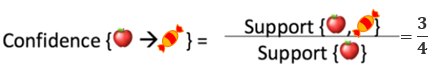 Confidence {🍎 →🍬} = Support {🍎,🍬} / Support {🍎} = 3/4